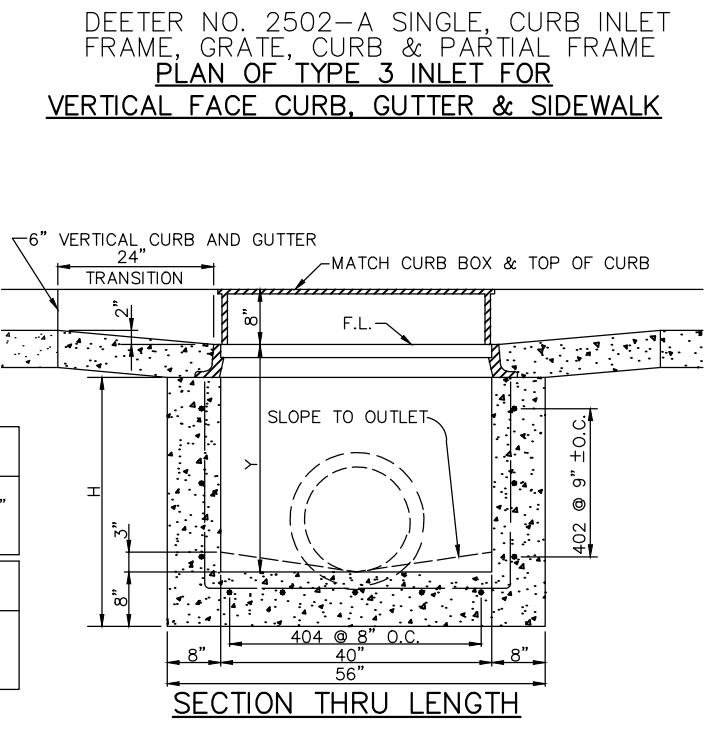 DEETER NO. 2502-A SINGLE, CURB INLET
FRAME, GRATE, CURB & PARTIAL FRAME
PLAN OF TYPE 3 INLET FOR
VERTICAL FACE CURB, GUTTER & SIDEWALK
6" VERTICAL CURB AND GUTTER
24"
TRANSITION
MATCH CURB BOX & TOP OF CURB
2"
8"
F.L.
SLOPE TO OUTLET
Y
H
402 @ 9" ±O.C.
"
3"
8"
404 @ 8" O.C.
8"
40"
8"
56"
SECTION THRU LENGTH